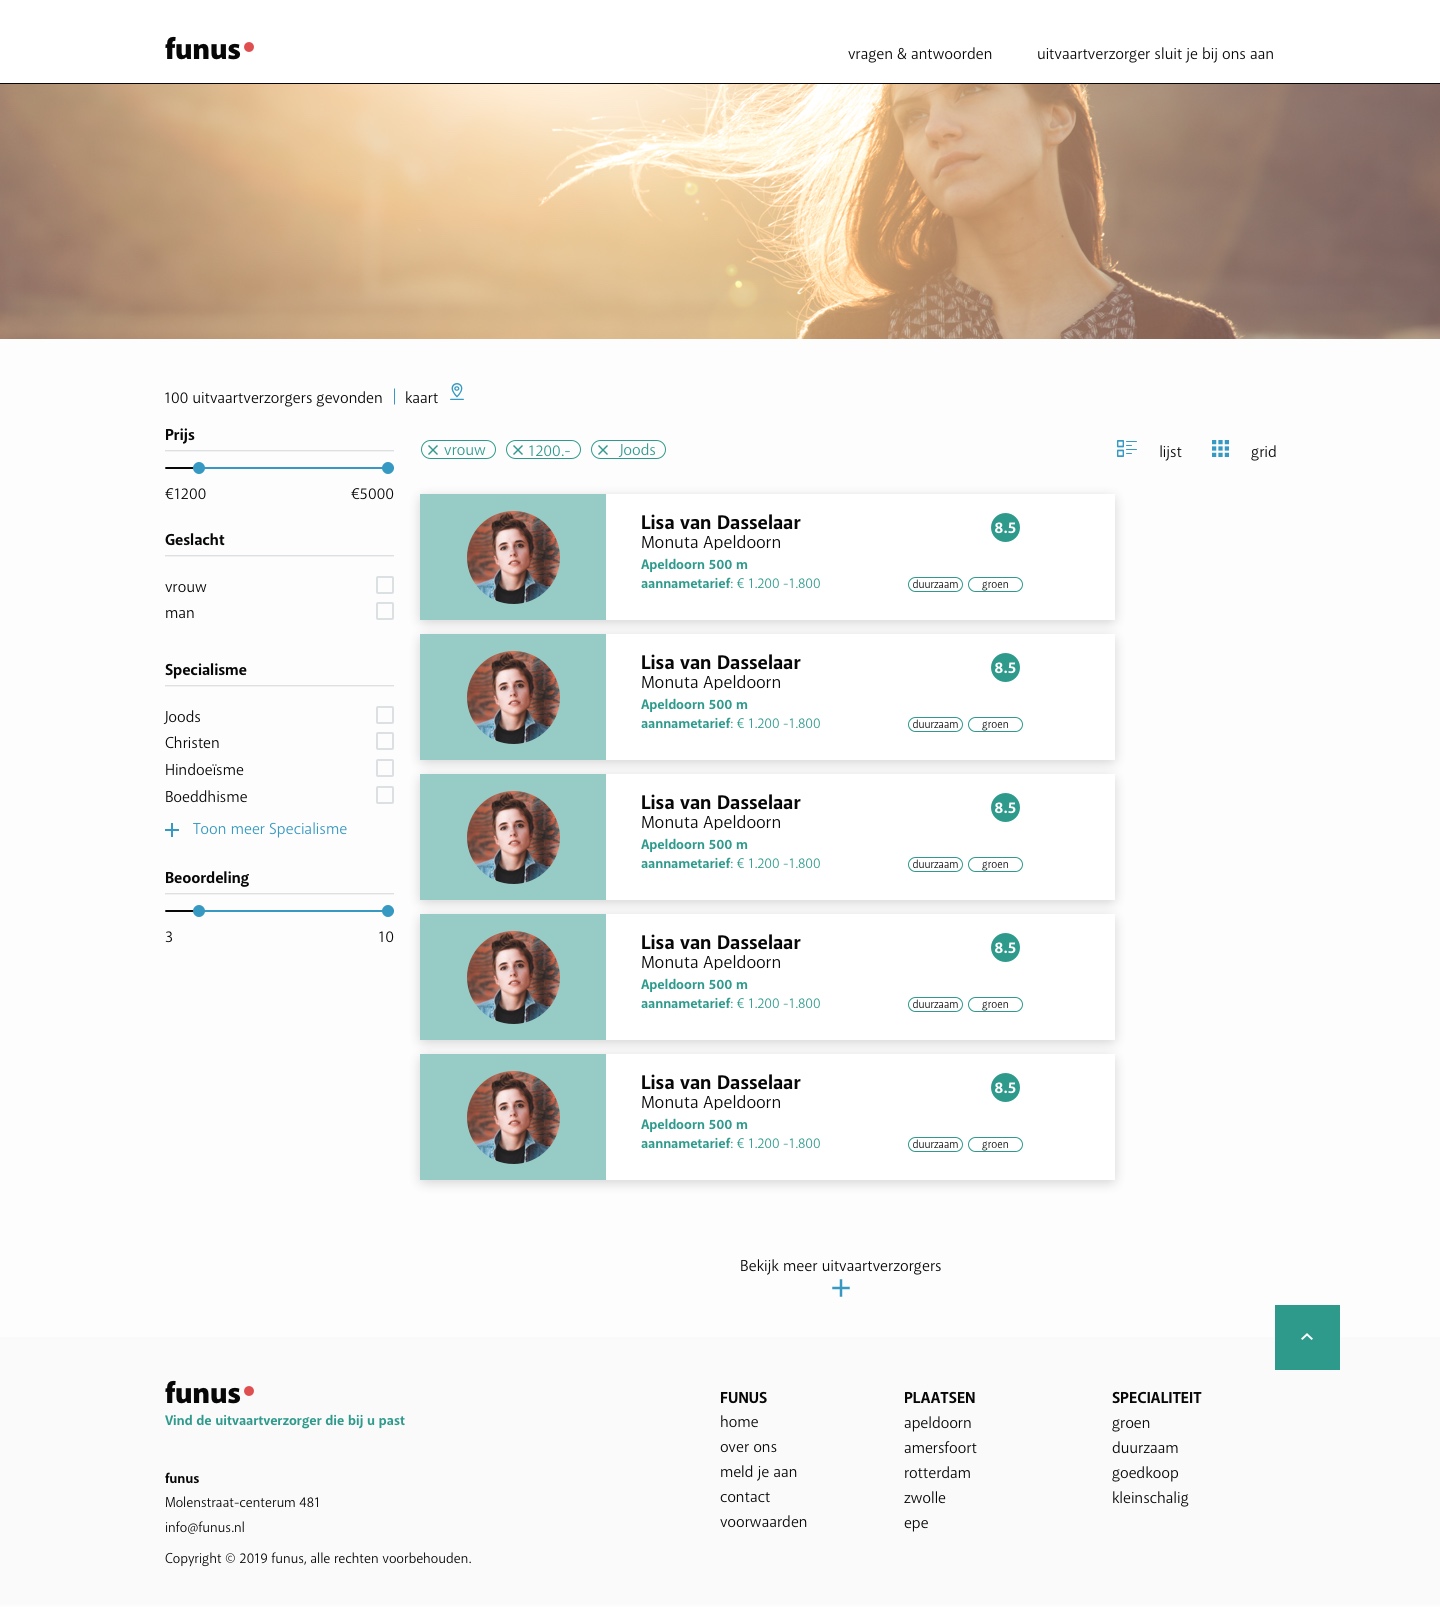 funus
vragen & antwoorden
uitvaartverzorger sluit je bij ons aan
100 uitvaartverzorgers gevonden | kaart
Prijs
€1200 €5000
Geslacht
vrouw
man
Specialisme
Joods
Christen
Hindoeïsme
Boeddhisme
Toon meer Specialisme
Beoordeling
3 10
vrouw 1200.- Joods
lijst grid
Lisa van Dasselaar
8.5
Monuta Apeldoorn
Apeldoorn 500 m
aannametarief: € 1.200 -1.800
duurzaam groen
Lisa van Dasselaar
8.5
Monuta Apeldoorn
Apeldoorn 500 m
aannametarief: € 1.200 -1.800
duurzaam groen
Lisa van Dasselaar
8.5
Monuta Apeldoorn
Apeldoorn 500 m
aannametarief: € 1.200 -1.800
duurzaam groen
Lisa van Dasselaar
8.5
Monuta Apeldoorn
Apeldoorn 500 m
aannametarief: € 1.200 -1.800
duurzaam groen
Lisa van Dasselaar
8.5
Monuta Apeldoorn
Apeldoorn 500 m
aannametarief: € 1.200 -1.800
duurzaam groen
Bekijk meer uitvaartverzorgers
funus
Vind de uitvaartverzorger die bij u past
funus
Molenstraat-centerum 481
info@funus.nl
Copyright © 2019 funus, alle rechten voorbehouden.
FUNUS
home
over ons
meld je aan
contact
voorwaarden
PLAATSEN
apeldoorn
amersfoort
rotterdam
zwolle
epe
SPECIALITEIT
groen
duurzaam
goedkoop
kleinschalig